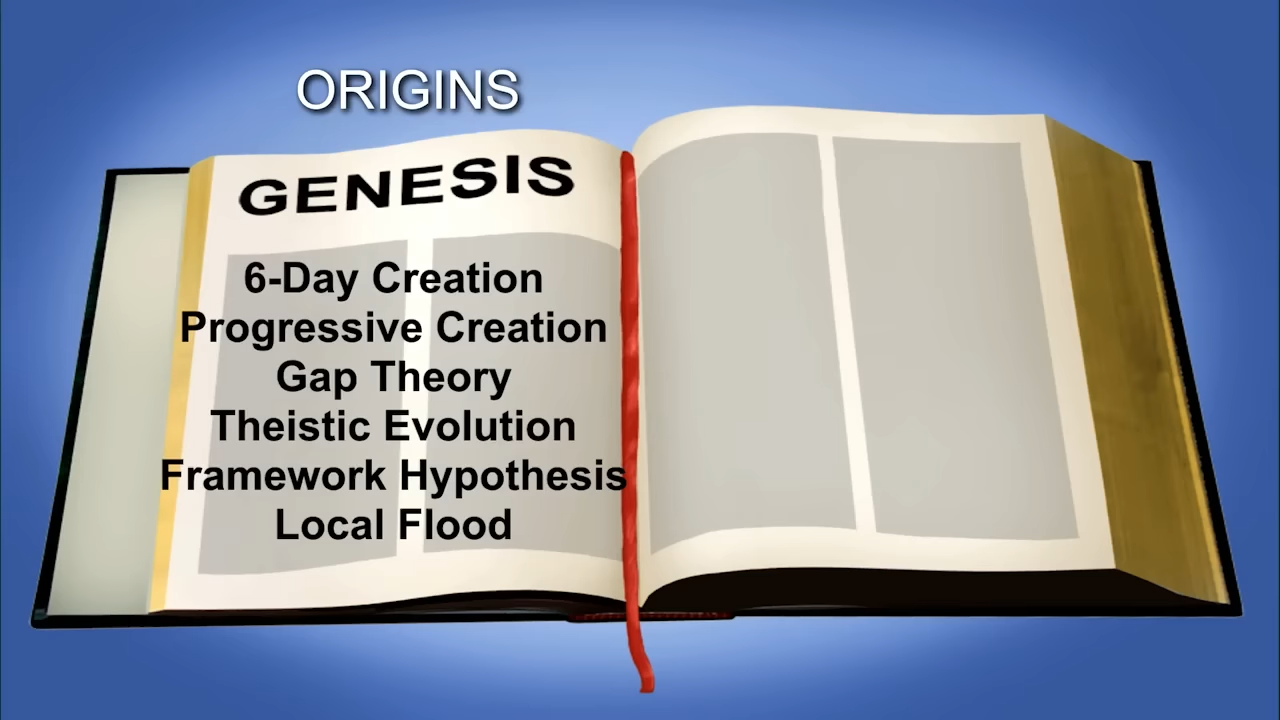 ORIGINS
GENESIS
6-Day Creation
Progressive Creation
Gap Theory
Theistic Evolution
Framework Hypothesis
Local Flood